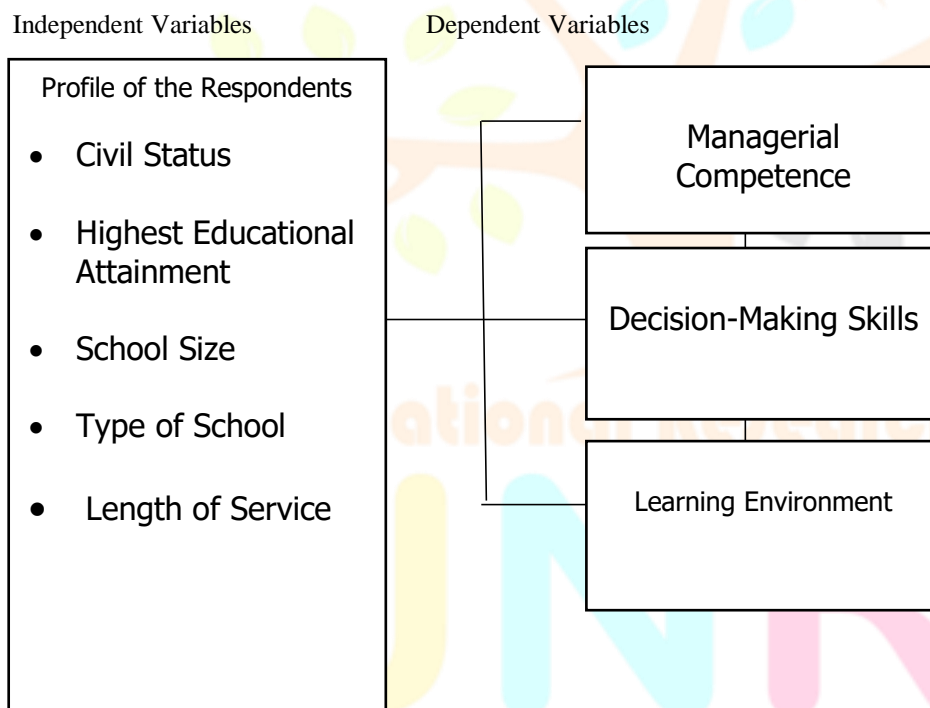 Independent Variables
Dependent Variables
Profile of the Respondents
• Civil Status
• Highest Educational
Attainment
• School Size
• Type of School
• Length of Service
Managerial
Competence
Decision-Making Skills
Learning Environment